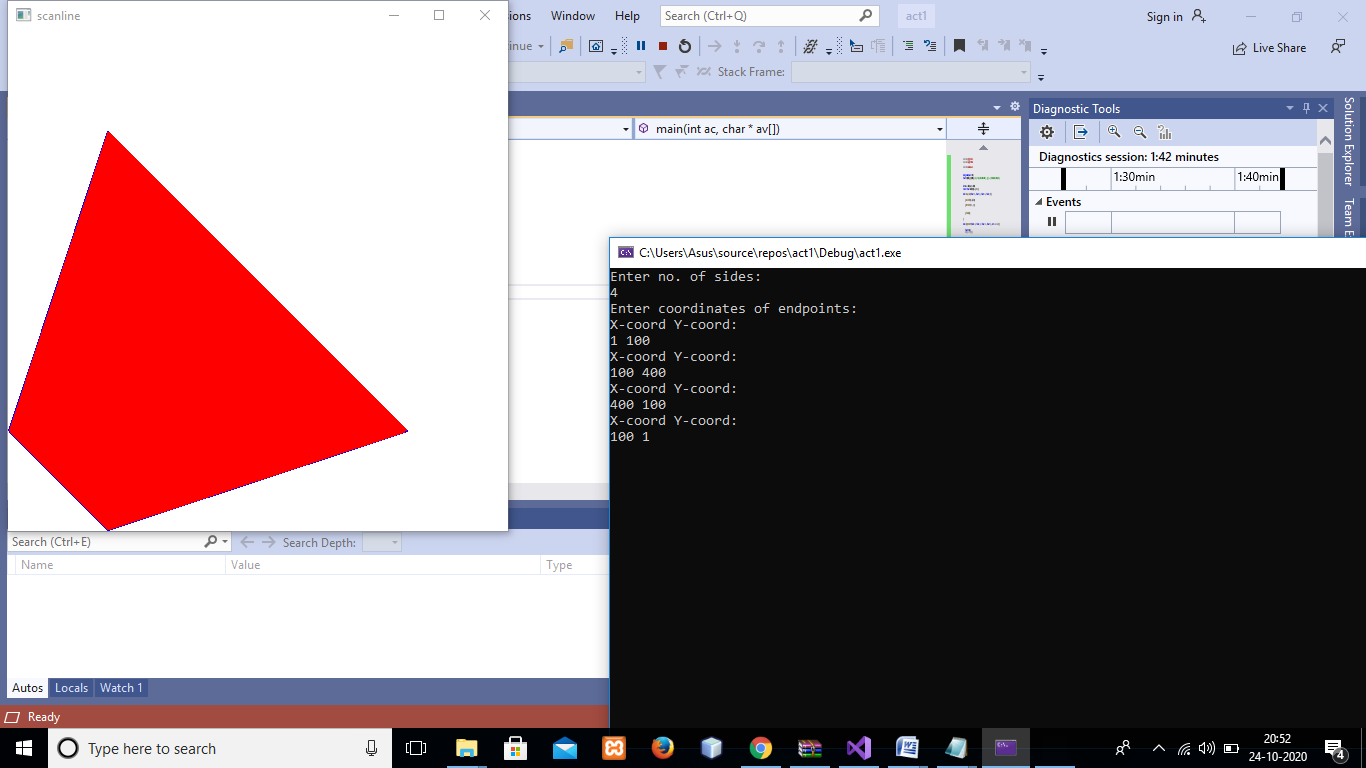 scanline
sions Window Help Search (Ctrl+Q) act1 Sign in
nue
Live Share
Stack Frame:
main(int ac, char * av[])
Diagnostic Tools
Diagnostics session: 1:42 minutes
1:30min 1:40min
Events
Solution Explorer
Team E
C:\Users\Asus\source\repos\act1\Debug\act1.exe
Enter no. of sides:
4
Enter coordinates of endpoints:
X-coord Y-coord:
1 100
X-coord Y-coord:
100 400
X-coord Y-coord:
400 100
X-coord Y-coord:
100 1
Search (Ctrl+E) Search Depth:
Name Value Type
Autos Locals Watch 1
Ready
Type here to search
20:52
24-10-2020
4